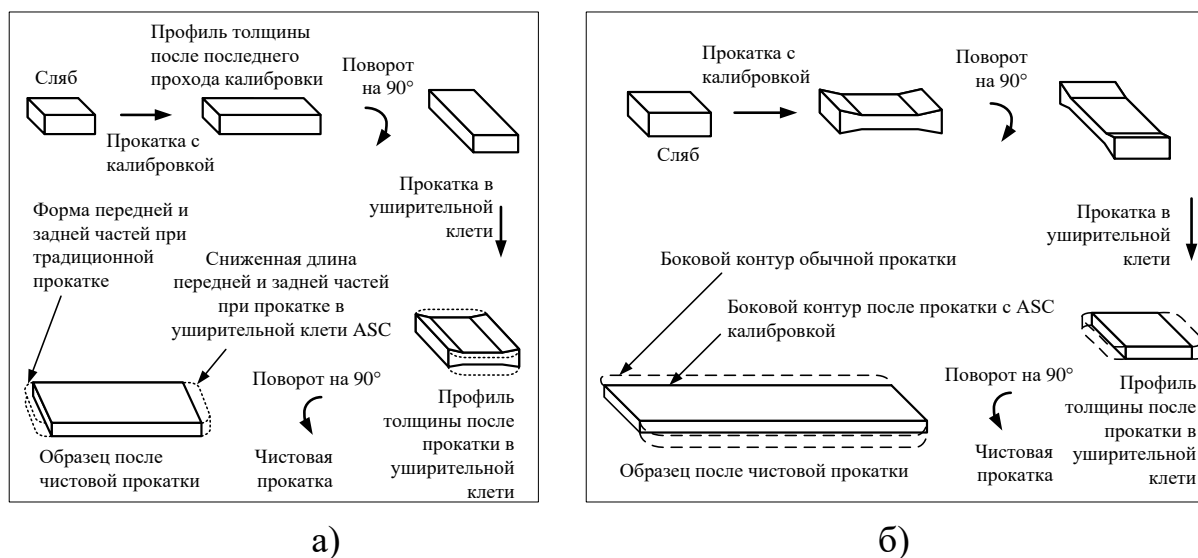 Сляб
Прокатка с
калибровкой
Профиль толщины
после последнего
прохода калибровки
Поворот
на 90°
Прокатка в
уширительной
клети
Форма передней и
задней частей при
традиционной
прокатке
Сниженная длина
передней и задней частей
при прокатке в
уширительной клети ASC
Поворот на 90°
Профиль
толщины после
прокатки в
уширительной
клети
Чистовая
прокатка
Образец после
чистовой прокатки
а)
Сляб
Прокатка с
калибровкой
Поворот
на 90°
Прокатка в
уширительной
клети
Боковой контур обычной прокатки
Боковой контур после прокатки с ASC
калибровкой
Поворот на 90°
Профиль
толщины после
прокатки в
уширительной
клети
Чистовая
прокатка
Образец после чистовой прокатки
б)